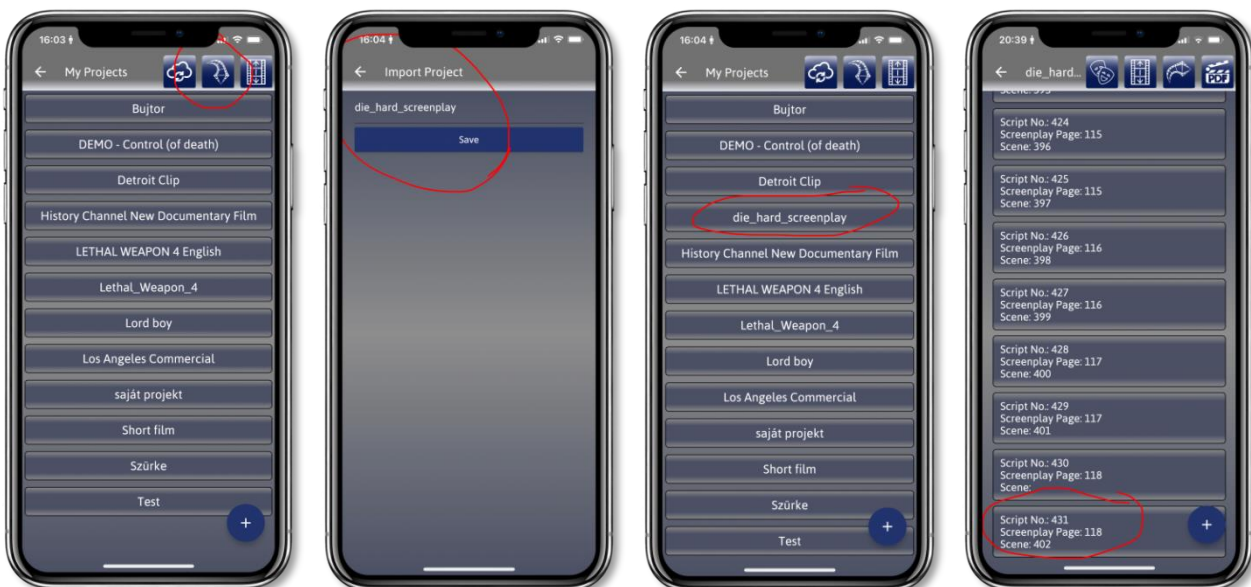 16:03
My Projects
Bujtor
DEMO - Control (of death)
Detroit Clip
History Channel New Documentary Film
LETHAL WEAPON 4 English
Lethal_Weapon_4
Lord boy
Los Angeles Commercial
saját projekt
Short film
Szürke
Test
+
16:04
Import Project
die_hard_screenplay
Save
16:04
My Projects
Bujtor
DEMO - Control (of death)
Detroit Clip
die_hard_screenplay
History Channel New Documentary Film
LETHAL WEAPON 4 English
Lethal_Weapon_4
Lord boy
Los Angeles Commercial
saját projekt
Short film
Szürke
Test
+
20:39
die_hard...
PDF
Scene: 395
Script No.: 424
Screenplay Page: 115
Scene: 396
Script No.: 425
Screenplay Page: 115
Scene: 397
Script No.: 426
Screenplay Page: 116
Scene: 398
Script No.: 427
Screenplay Page: 116
Scene: 399
Script No.: 428
Screenplay Page: 117
Scene: 400
Script No.: 429
Screenplay Page: 117
Scene: 401
Script No.: 430
Screenplay Page: 118
Scene:
Script No.: 431
Screenplay Page: 118
Scene: 402
+